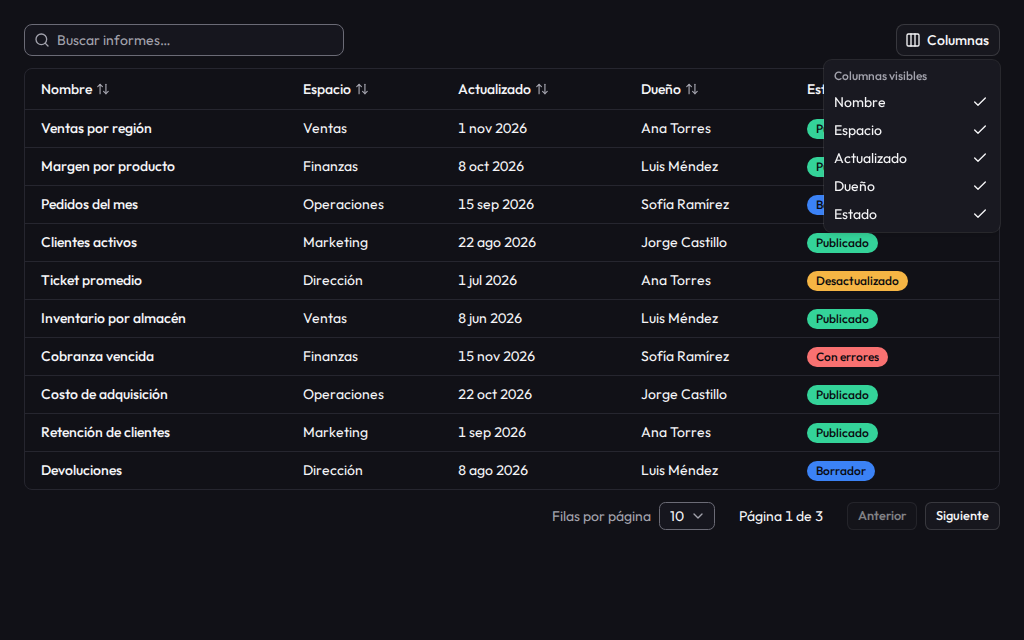 Buscar informes...
Columnas
Columnas visibles
Nombre
Espacio
Actualizado
Dueño
Estado
Nombre Espacio Actualizado Dueño
Ventas por región Ventas 1 nov 2026 Ana Torres
Margen por producto Finanzas 8 oct 2026 Luis Méndez
Pedidos del mes Operaciones 15 sep 2026 Sofía Ramírez
Clientes activos Marketing 22 ago 2026 Jorge Castillo Publicado
Ticket promedio Dirección 1 jul 2026 Ana Torres Desactualizado
Inventario por almacén Ventas 8 jun 2026 Luis Méndez Publicado
Cobranza vencida Finanzas 15 nov 2026 Sofía Ramírez Con errores
Costo de adquisición Operaciones 22 oct 2026 Jorge Castillo Publicado
Retención de clientes Marketing 1 sep 2026 Ana Torres Publicado
Devoluciones Dirección 8 ago 2026 Luis Méndez Borrador
Filas por página 10 Página 1 de 3 Anterior Siguiente